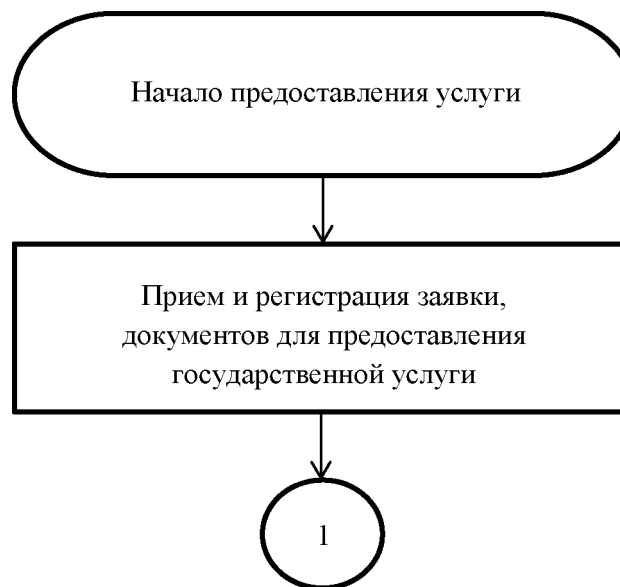 Начало предоставления услуги
Прием и регистрация заявки,
документов для предоставления
государственной услуги
1